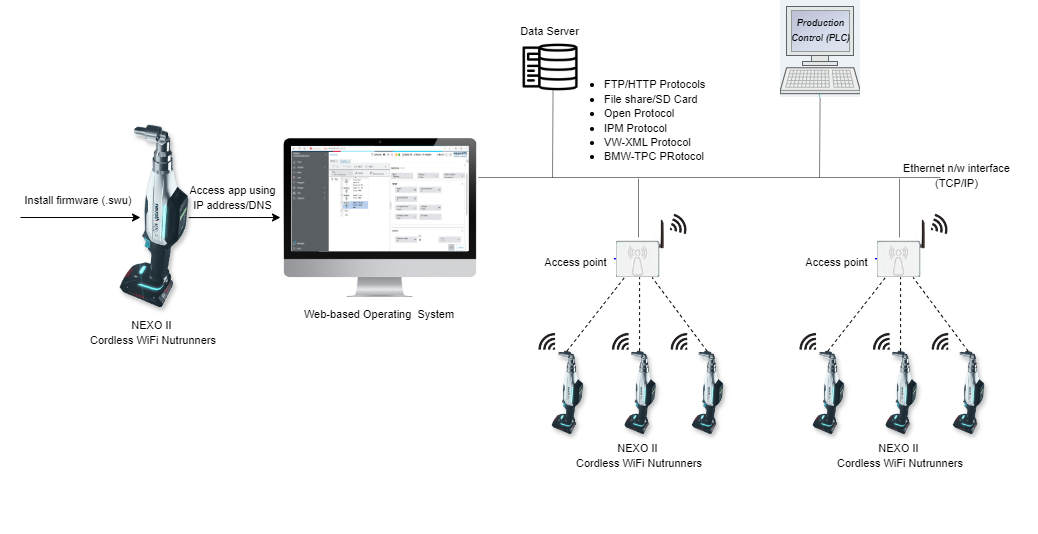 Data Server
Production
Control (PLC)
FTP/HTTP Protocols
File share/SD Card
Open Protocol
IPM Protocol
VW-XML Protocol
BMW-TPC PRotocol
Ethernet n/w interface
(TCP/IP)
Install firmware (.swu)
Access app using
IP address/DNS
Access point
Access point
Web-based Operating System
NEXO II
Cordless WiFi Nutrunners
NEXO II
Cordless WiFi Nutrunners
NEXO II
Cordless WiFi Nutrunners